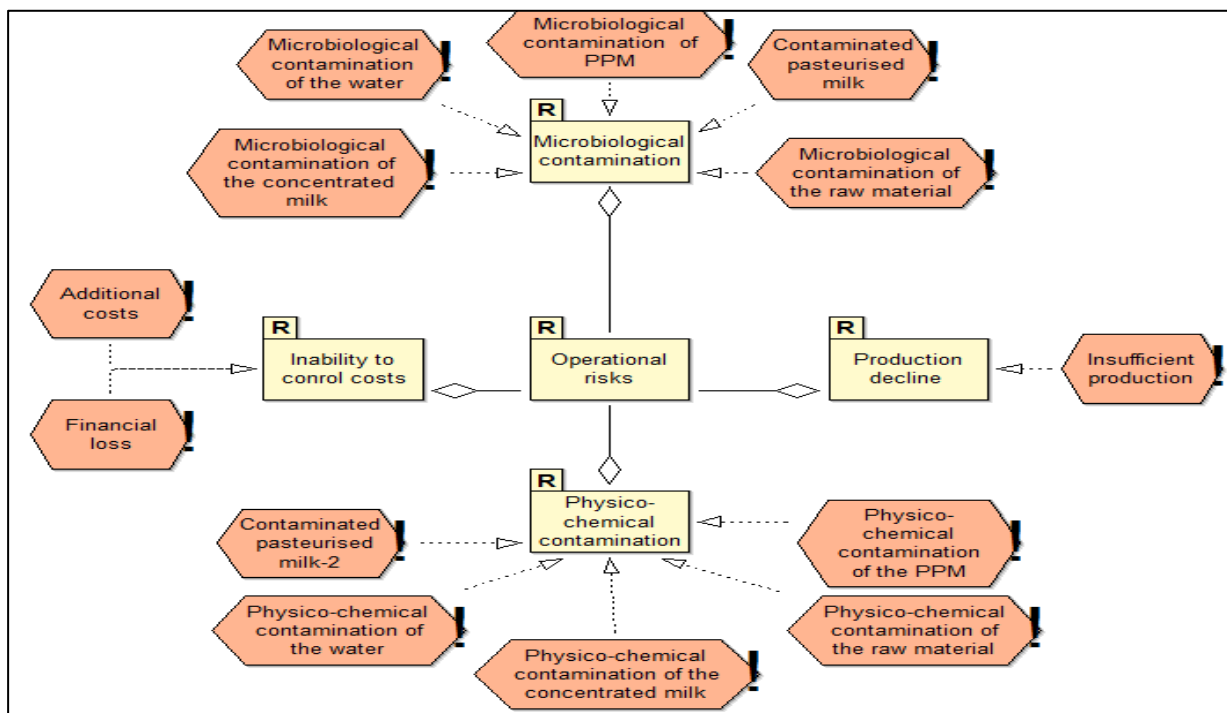 Microbiological
contamination
of the water
!
Microbiological
contamination of
PPM
!
Contaminated
pasteurised
milk
!
R
Microbiological
contamination
Microbiological
contamination of
the concentrated
milk
!
Microbiological
contamination of
the raw material
!
Additional
costs
!
R
Inability to
conrol costs
R
Operational
risks
R
Production
decline
Insufficient
production
!
Financial
loss
!
R
Physico-
chemical
contamination
Contaminated
pasteurised
milk-2
!
Physico-
chemical
contamination
of the PPM
!
Physico-chemical
contamination of
the water
!
Physico-chemical
contamination of the
concentrated milk
!
Physico-chemical
contamination of
the raw material
!